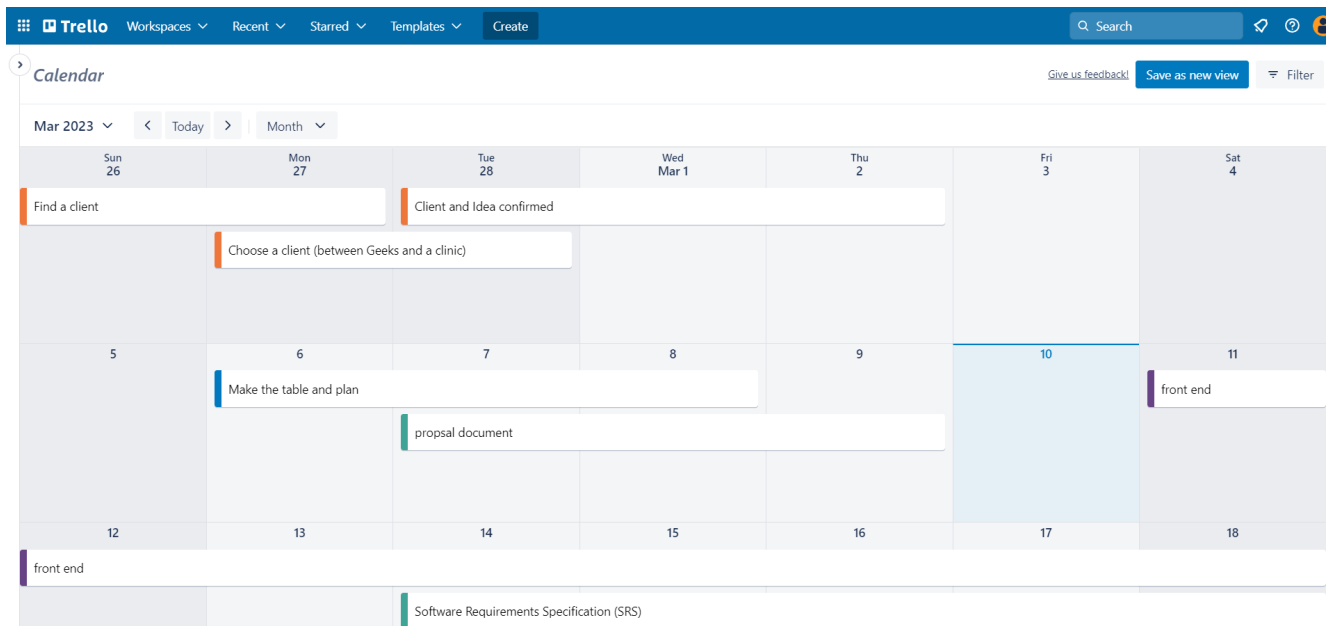 Trello Workspaces Recent Starred Templates Create Search
Calendar Give us feedback! Save as new view Filter
Mar 2023 Today Month
Sun Mon Tue Wed Thu Fri Sat
26 27 28 Mar 1 2 3 4
Find a client Client and Idea confirmed
Choose a client (between Geeks and a clinic)
5 6 7 8 9 10 11
Make the table and plan front end
propsal document
12 13 14 15 16 17 18
front end
Software Requirements Specification (SRS)